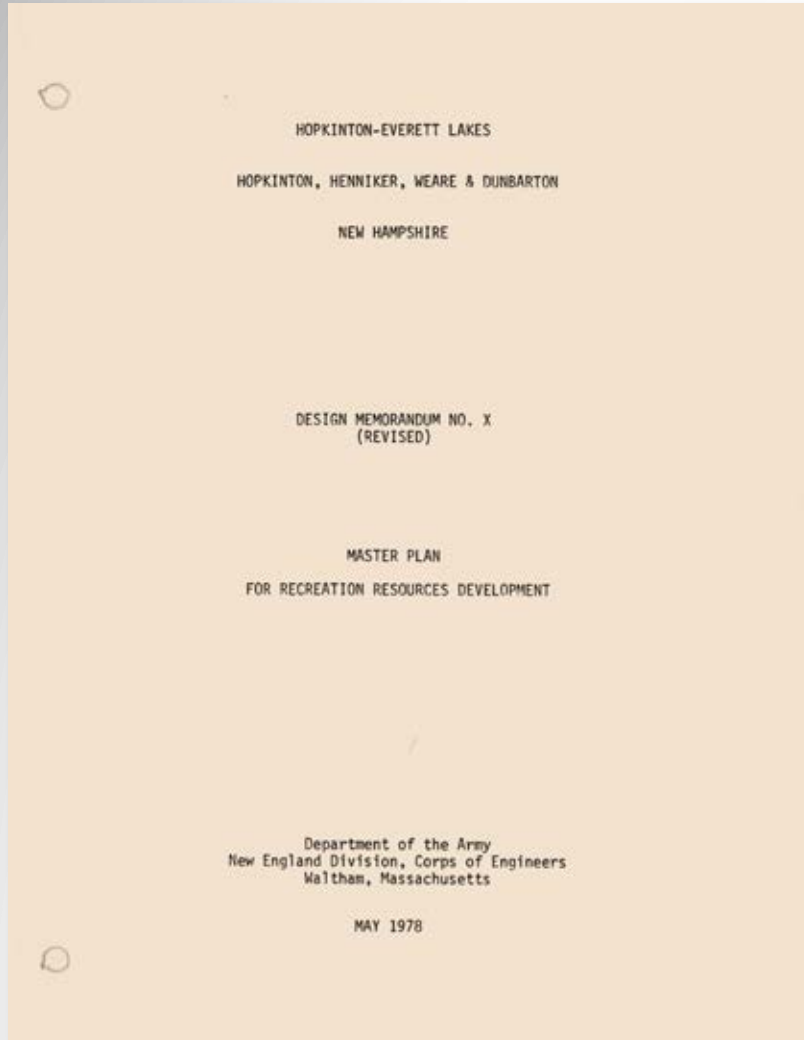 HOPKINTON-EVERETT LAKES
HOPKINTON, HENNIKER, WEARE & DUNBARTON
NEW HAMPSHIRE
DESIGN MEMORANDUM NO. X
(REVISED)
MASTER PLAN
FOR RECREATION RESOURCES DEVELOPMENT
Department of the Army
New England Division, Corps of Engineers
Waltham, Massachusetts
MAY 1978